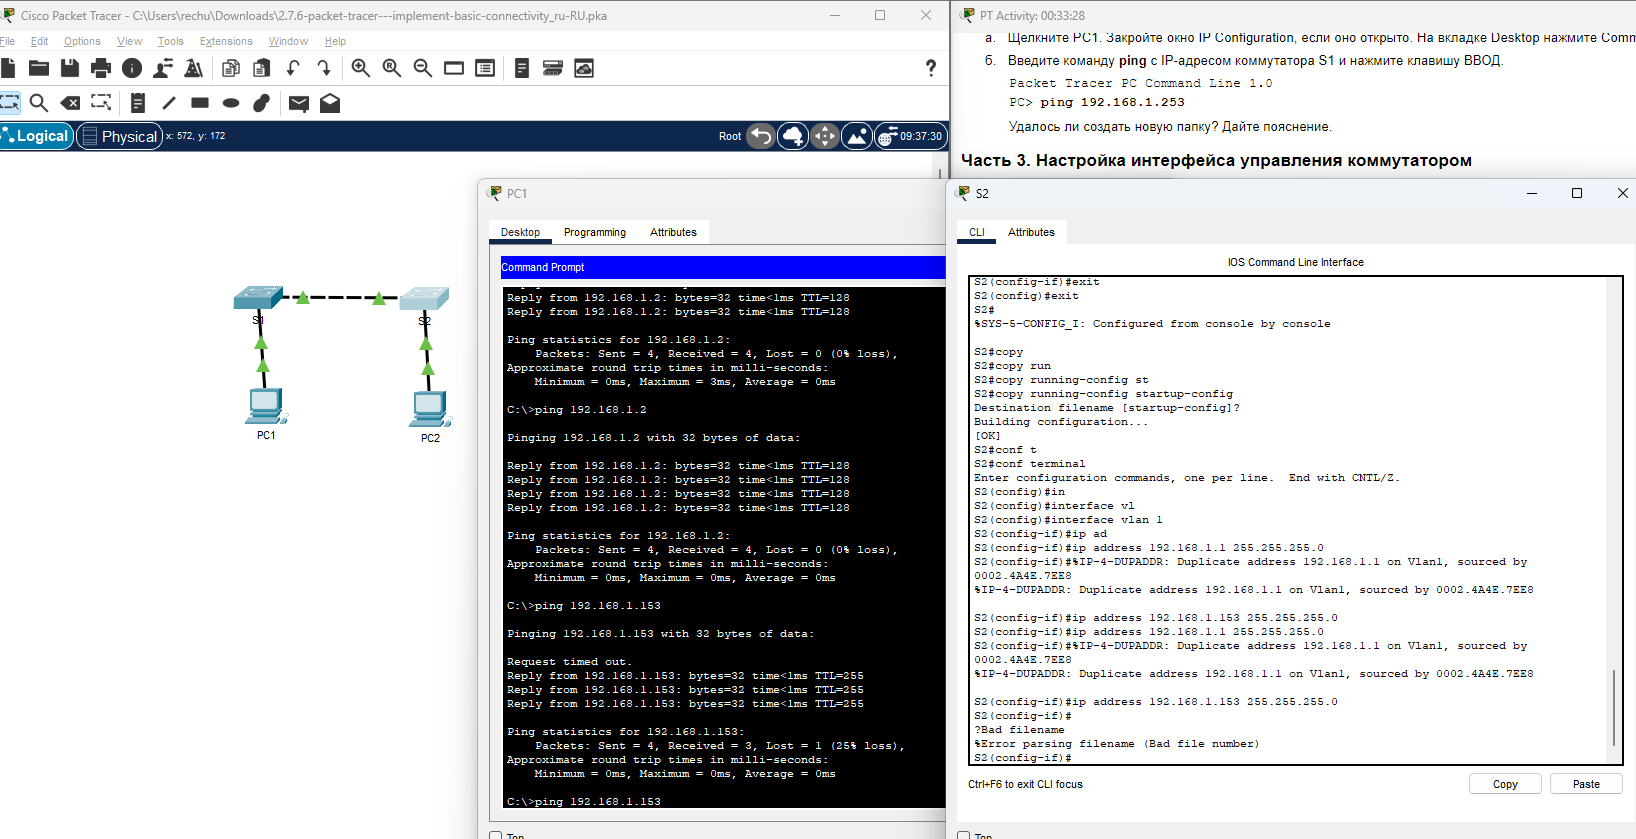 Cisco Packet Tracer - C:\Users\rechu\Downloads\2.7.6-packet-tracer---implement-basic-connectivity_ru-RU.pka
File Edit Options View Tools Extensions Window Help
?
Logical Physical x: 572, y: 172 Root 09:37:30
S1 S2
PC1 PC2
PT Activity: 00:33:28
а. Щелкните PC1. Закройте окно IP Configuration, если оно открыто. На вкладке Desktop нажмите Comm
б. Введите команду ping с IP-адресом коммутатора S1 и нажмите клавишу ВВОД.
Packet Tracer PC Command Line 1.0
PC> ping 192.168.1.253
Удалось ли создать новую папку? Дайте пояснение.
Часть 3. Настройка интерфейса управления коммутатором
PC1
Desktop Programming Attributes
Command Prompt
Reply from 192.168.1.2: bytes=32 time<1ms TTL=128
Reply from 192.168.1.2: bytes=32 time<1ms TTL=128
Ping statistics for 192.168.1.2:
Packets: Sent = 4, Received = 4, Lost = 0 (0% loss),
Approximate round trip times in milli-seconds:
Minimum = 0ms, Maximum = 3ms, Average = 0ms
C:\>ping 192.168.1.2
Pinging 192.168.1.2 with 32 bytes of data:
Reply from 192.168.1.2: bytes=32 time<1ms TTL=128
Reply from 192.168.1.2: bytes=32 time<1ms TTL=128
Reply from 192.168.1.2: bytes=32 time<1ms TTL=128
Reply from 192.168.1.2: bytes=32 time<1ms TTL=128
Ping statistics for 192.168.1.2:
Packets: Sent = 4, Received = 4, Lost = 0 (0% loss),
Approximate round trip times in milli-seconds:
Minimum = 0ms, Maximum = 0ms, Average = 0ms
C:\>ping 192.168.1.153
Pinging 192.168.1.153 with 32 bytes of data:
Request timed out.
Reply from 192.168.1.153: bytes=32 time<1ms TTL=255
Reply from 192.168.1.153: bytes=32 time<1ms TTL=255
Reply from 192.168.1.153: bytes=32 time<1ms TTL=255
Ping statistics for 192.168.1.153:
Packets: Sent = 4, Received = 3, Lost = 1 (25% loss),
Approximate round trip times in milli-seconds:
Minimum = 0ms, Maximum = 0ms, Average = 0ms
C:\>ping 192.168.1.153
Top
S2
CLI Attributes
IOS Command Line Interface
S2(config-if)#exit
S2(config)#exit
S2#
%SYS-5-CONFIG_I: Configured from console by console
S2#copy
S2#copy run
S2#copy running-config st
S2#copy running-config startup-config
Destination filename [startup-config]?
Building configuration...
[OK]
S2#conf t
S2#conf terminal
Enter configuration commands, one per line. End with CNTL/Z.
S2(config)#in
S2(config)#interface vl
S2(config)#interface vlan 1
S2(config-if)#ip ad
S2(config-if)#ip address 192.168.1.1 255.255.255.0
S2(config-if)#%IP-4-DUPADDR: Duplicate address 192.168.1.1 on Vlan1, sourced by
0002.4A4E.7EE8
%IP-4-DUPADDR: Duplicate address 192.168.1.1 on Vlan1, sourced by 0002.4A4E.7EE8
S2(config-if)#ip address 192.168.1.153 255.255.255.0
S2(config-if)#ip address 192.168.1.1 255.255.255.0
S2(config-if)#%IP-4-DUPADDR: Duplicate address 192.168.1.1 on Vlan1, sourced by
0002.4A4E.7EE8
%IP-4-DUPADDR: Duplicate address 192.168.1.1 on Vlan1, sourced by 0002.4A4E.7EE8
S2(config-if)#ip address 192.168.1.153 255.255.255.0
S2(config-if)#
?Bad filename
%Error parsing filename (Bad file number)
S2(config-if)#
Ctrl+F6 to exit CLI focus Copy Paste
Top